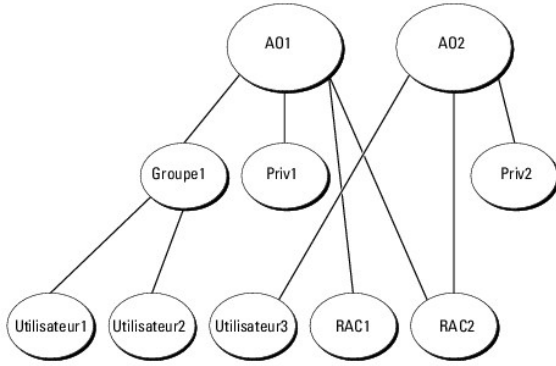 AO1
AO2
Groupe1
Priv1
Priv2
Utilisateur1
Utilisateur2
Utilisateur3
RAC1
RAC2